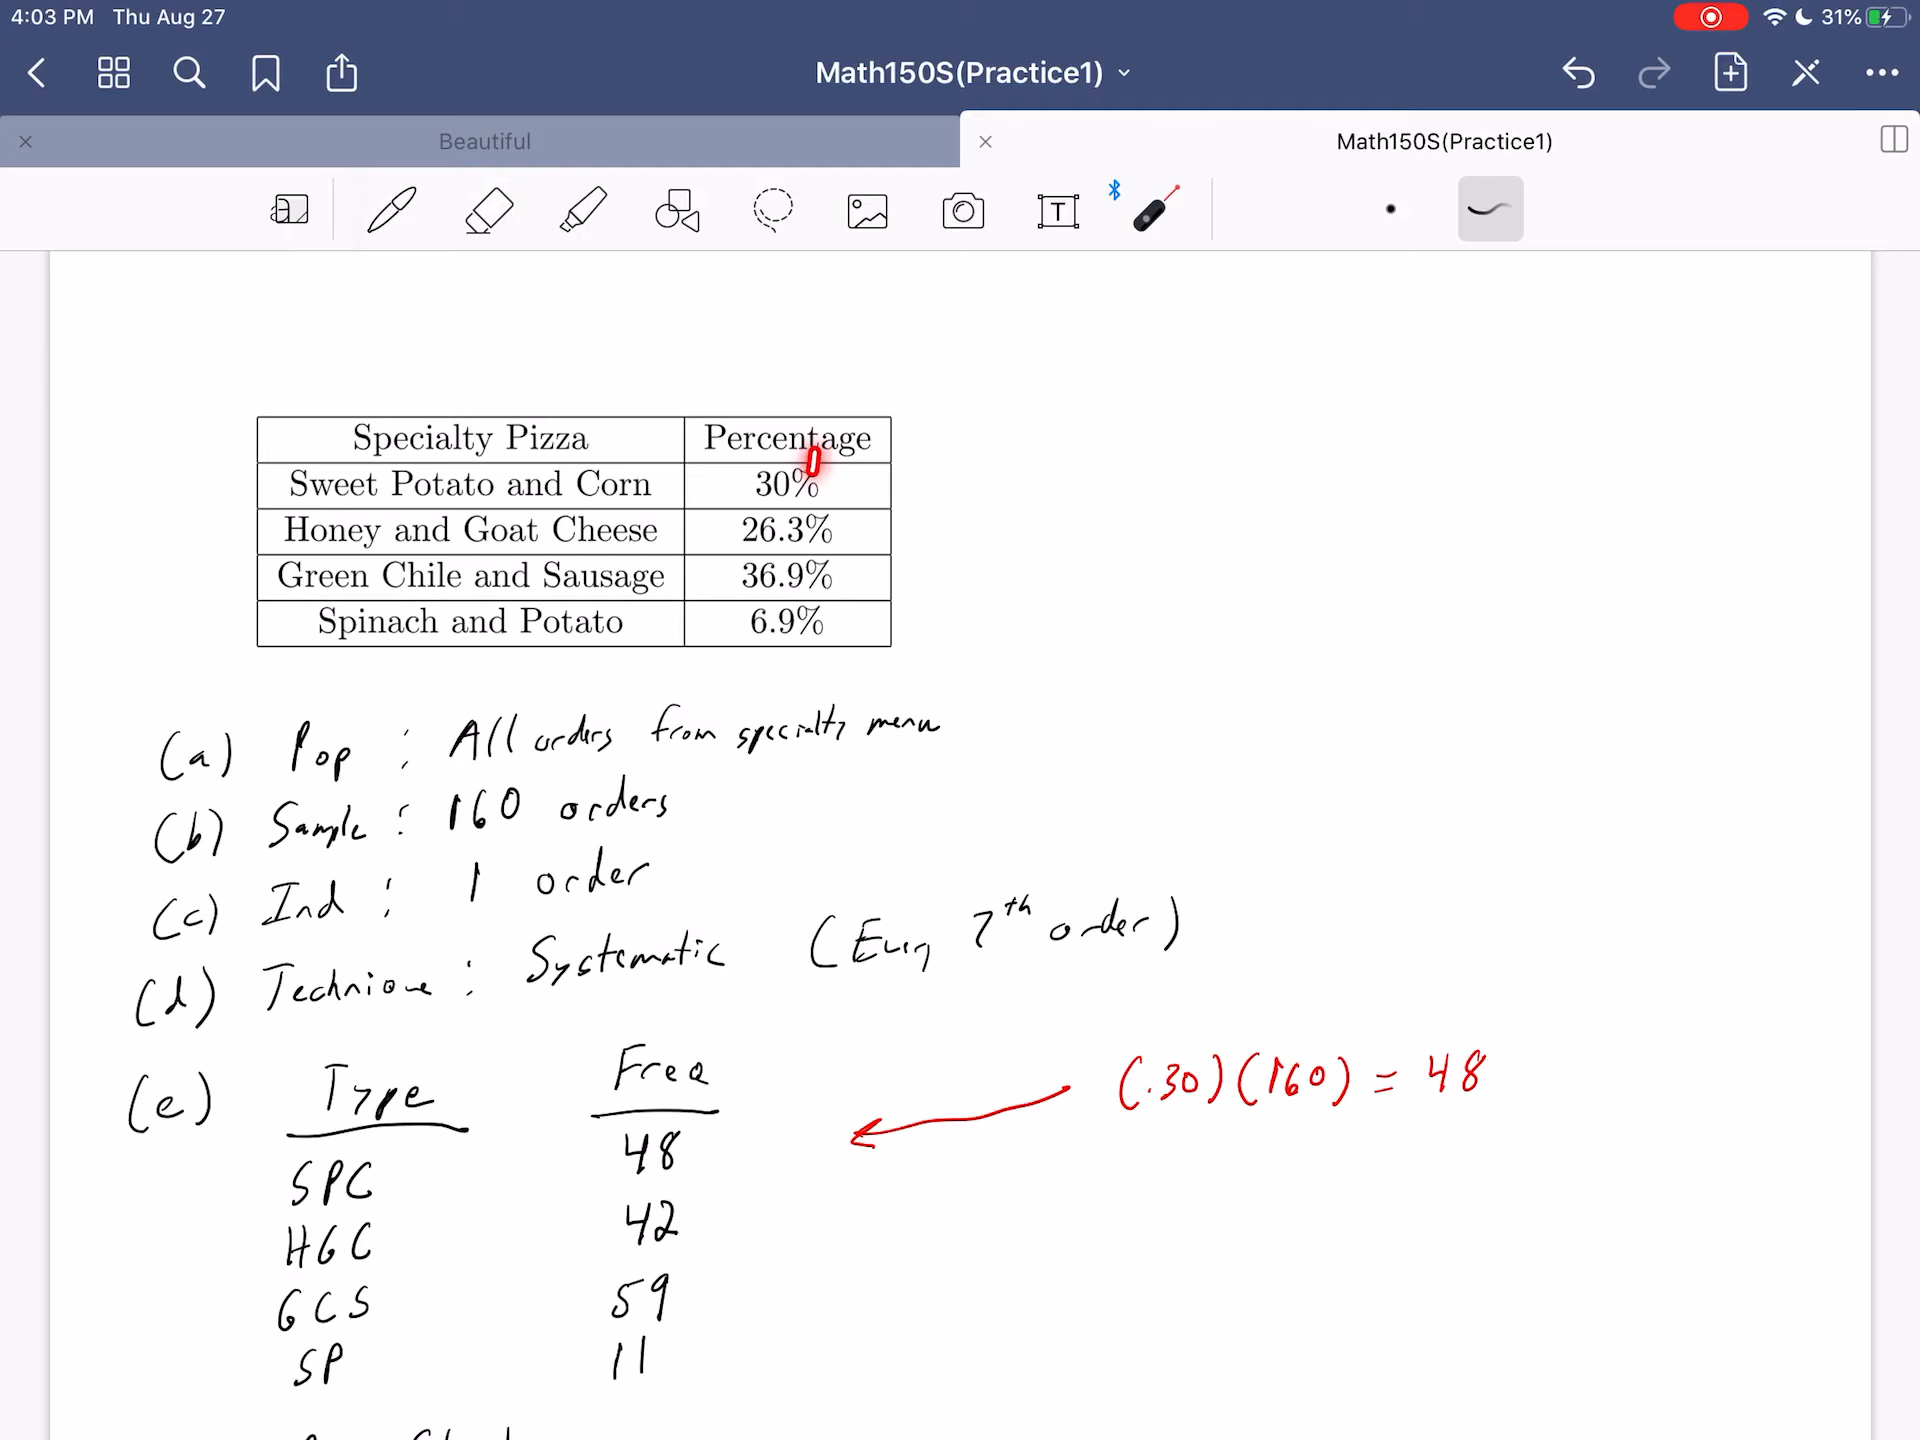 4:03 PM Thu Aug 27
31%
Math150S(Practice1)
Beautiful
Math150S(Practice1)
a
T
Specialty Pizza Percentage
Sweet Potato and Corn 30%
Honey and Goat Cheese 26.3%
Green Chile and Sausage 36.9%
Spinach and Potato 6.9%
(a) Pop : All orders from specialty menu
(b) Sample : 160 orders
(c) Ind : 1 order
(d) Technique : Systematic (Every 7th order)
(e) Type Freq
(.30)(160) = 48
SPC 48
HGC 42
GCS 59
SP 11